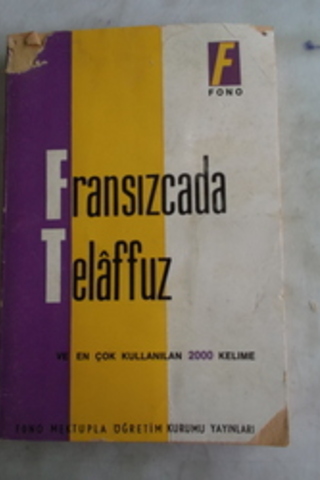 F
FONO
Fransızcada
Telâffuz
VE EN ÇOK KULLANILAN 2000 KELİME
FONO MEKTUPLA ÖĞRETİM KURUMU YAYINLARI